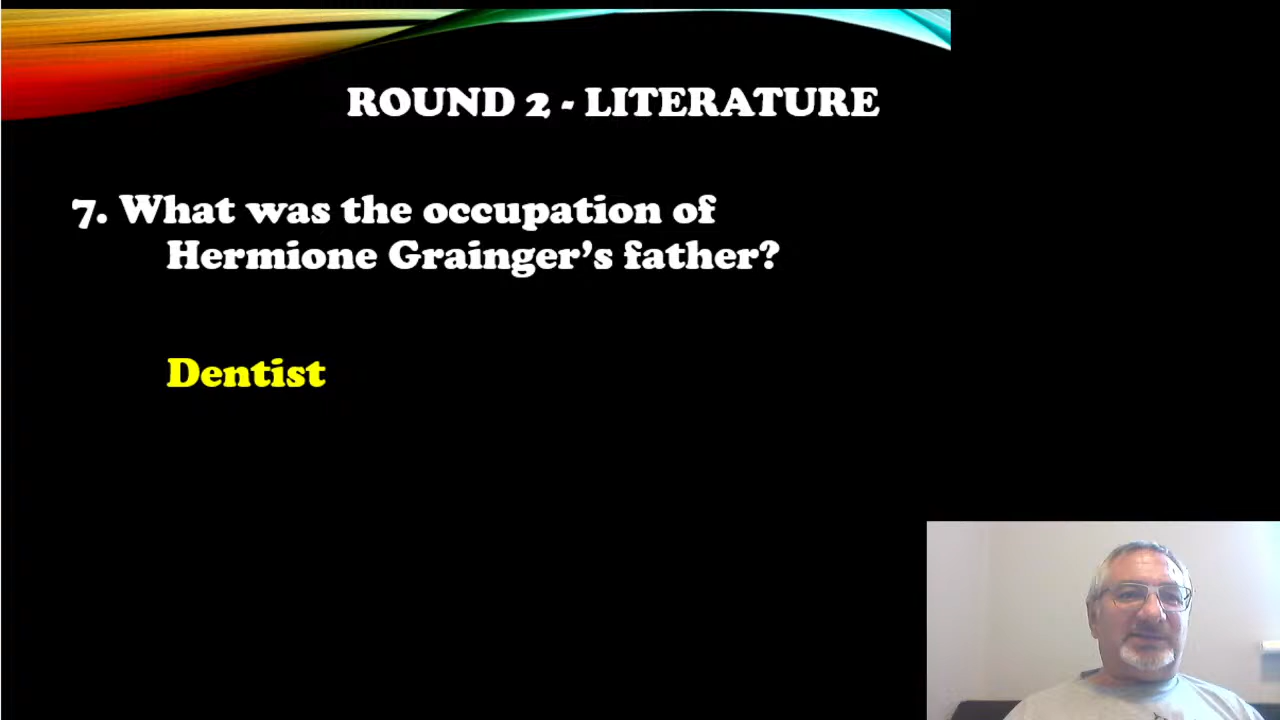 ROUND 2 - LITERATURE
7. What was the occupation of
Hermione Grainger’s father?
Dentist